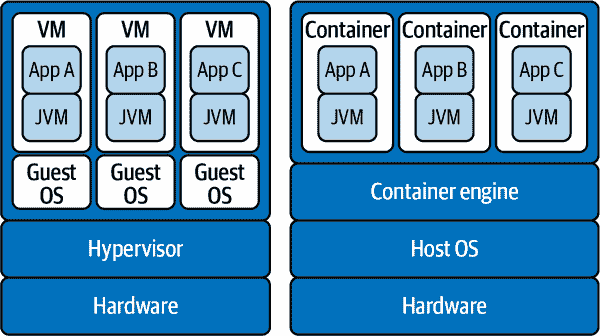 VM VM VM
App A App B App C
JVM JVM JVM
Guest Guest Guest
OS OS OS
Hypervisor
Hardware
Container Container Container
App A App B App C
JVM JVM JVM
Container engine
Host OS
Hardware